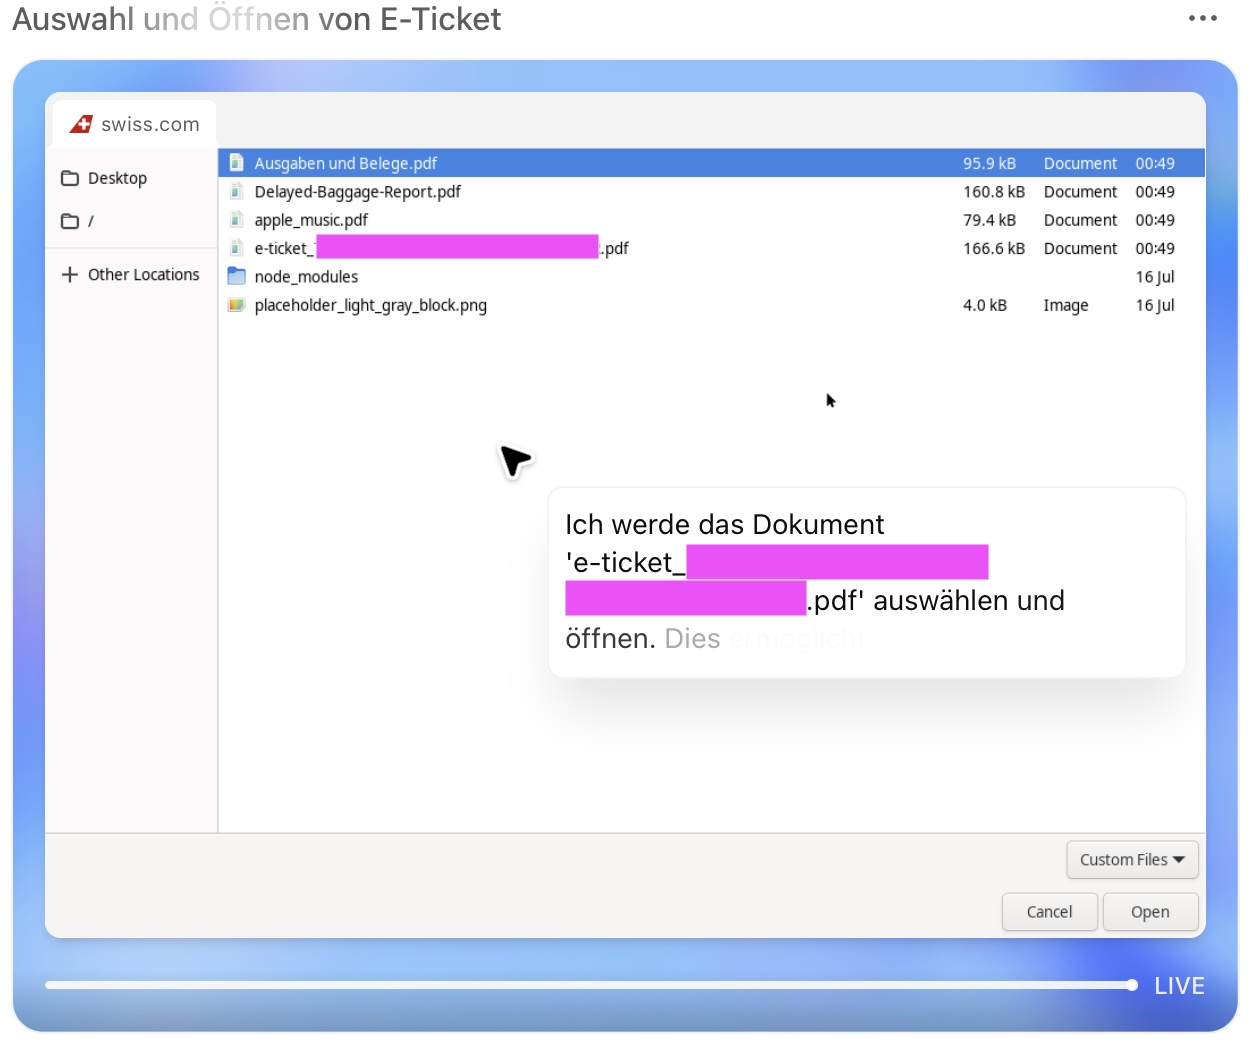 Auswahl und Öffnen von E-Ticket
swiss.com
Desktop
/
Other Locations
Ausgaben und Belege.pdf 95.9 kB Document 00:49
Delayed-Baggage-Report.pdf 160.8 kB Document 00:49
apple_music.pdf 79.4 kB Document 00:49
e-ticket_ .pdf 166.6 kB Document 00:49
node_modules 16 Jul
placeholder_light_gray_block.png 4.0 kB Image 16 Jul
Ich werde das Dokument
'e-ticket_
.pdf' auswählen und
öffnen. Dies ermöglicht
Custom Files
Cancel Open
LIVE